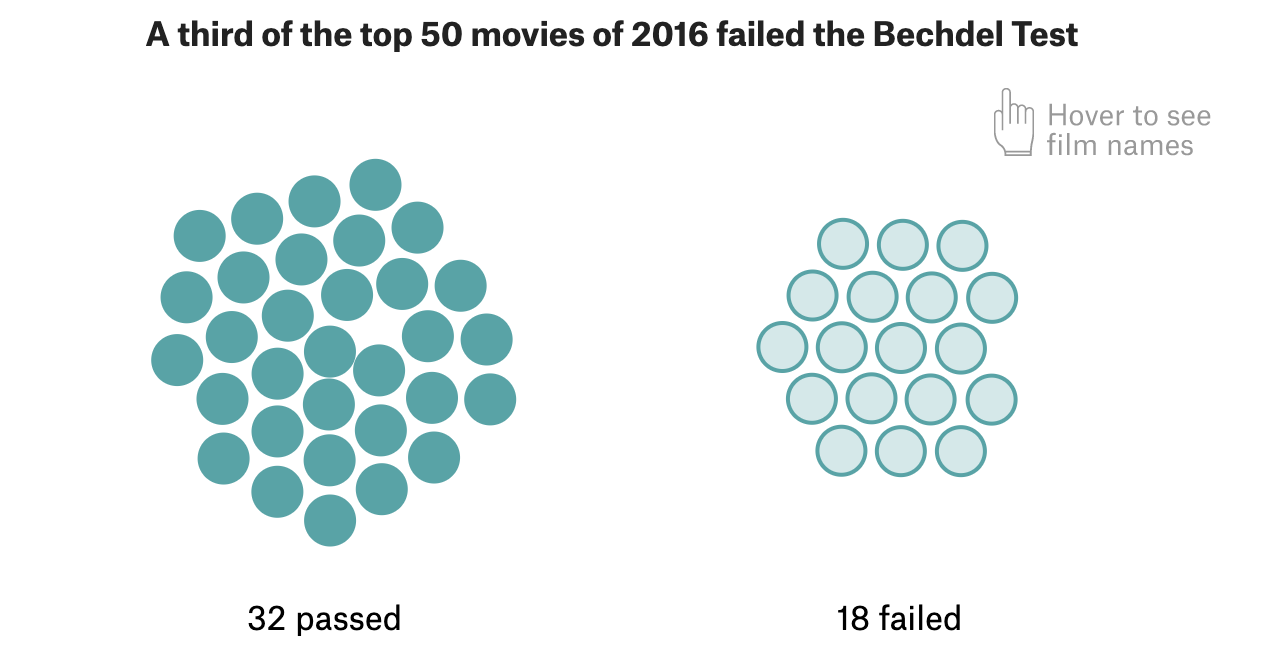 A third of the top 50 movies of 2016 failed the Bechdel Test
Hover to see
film names
32 passed
18 failed